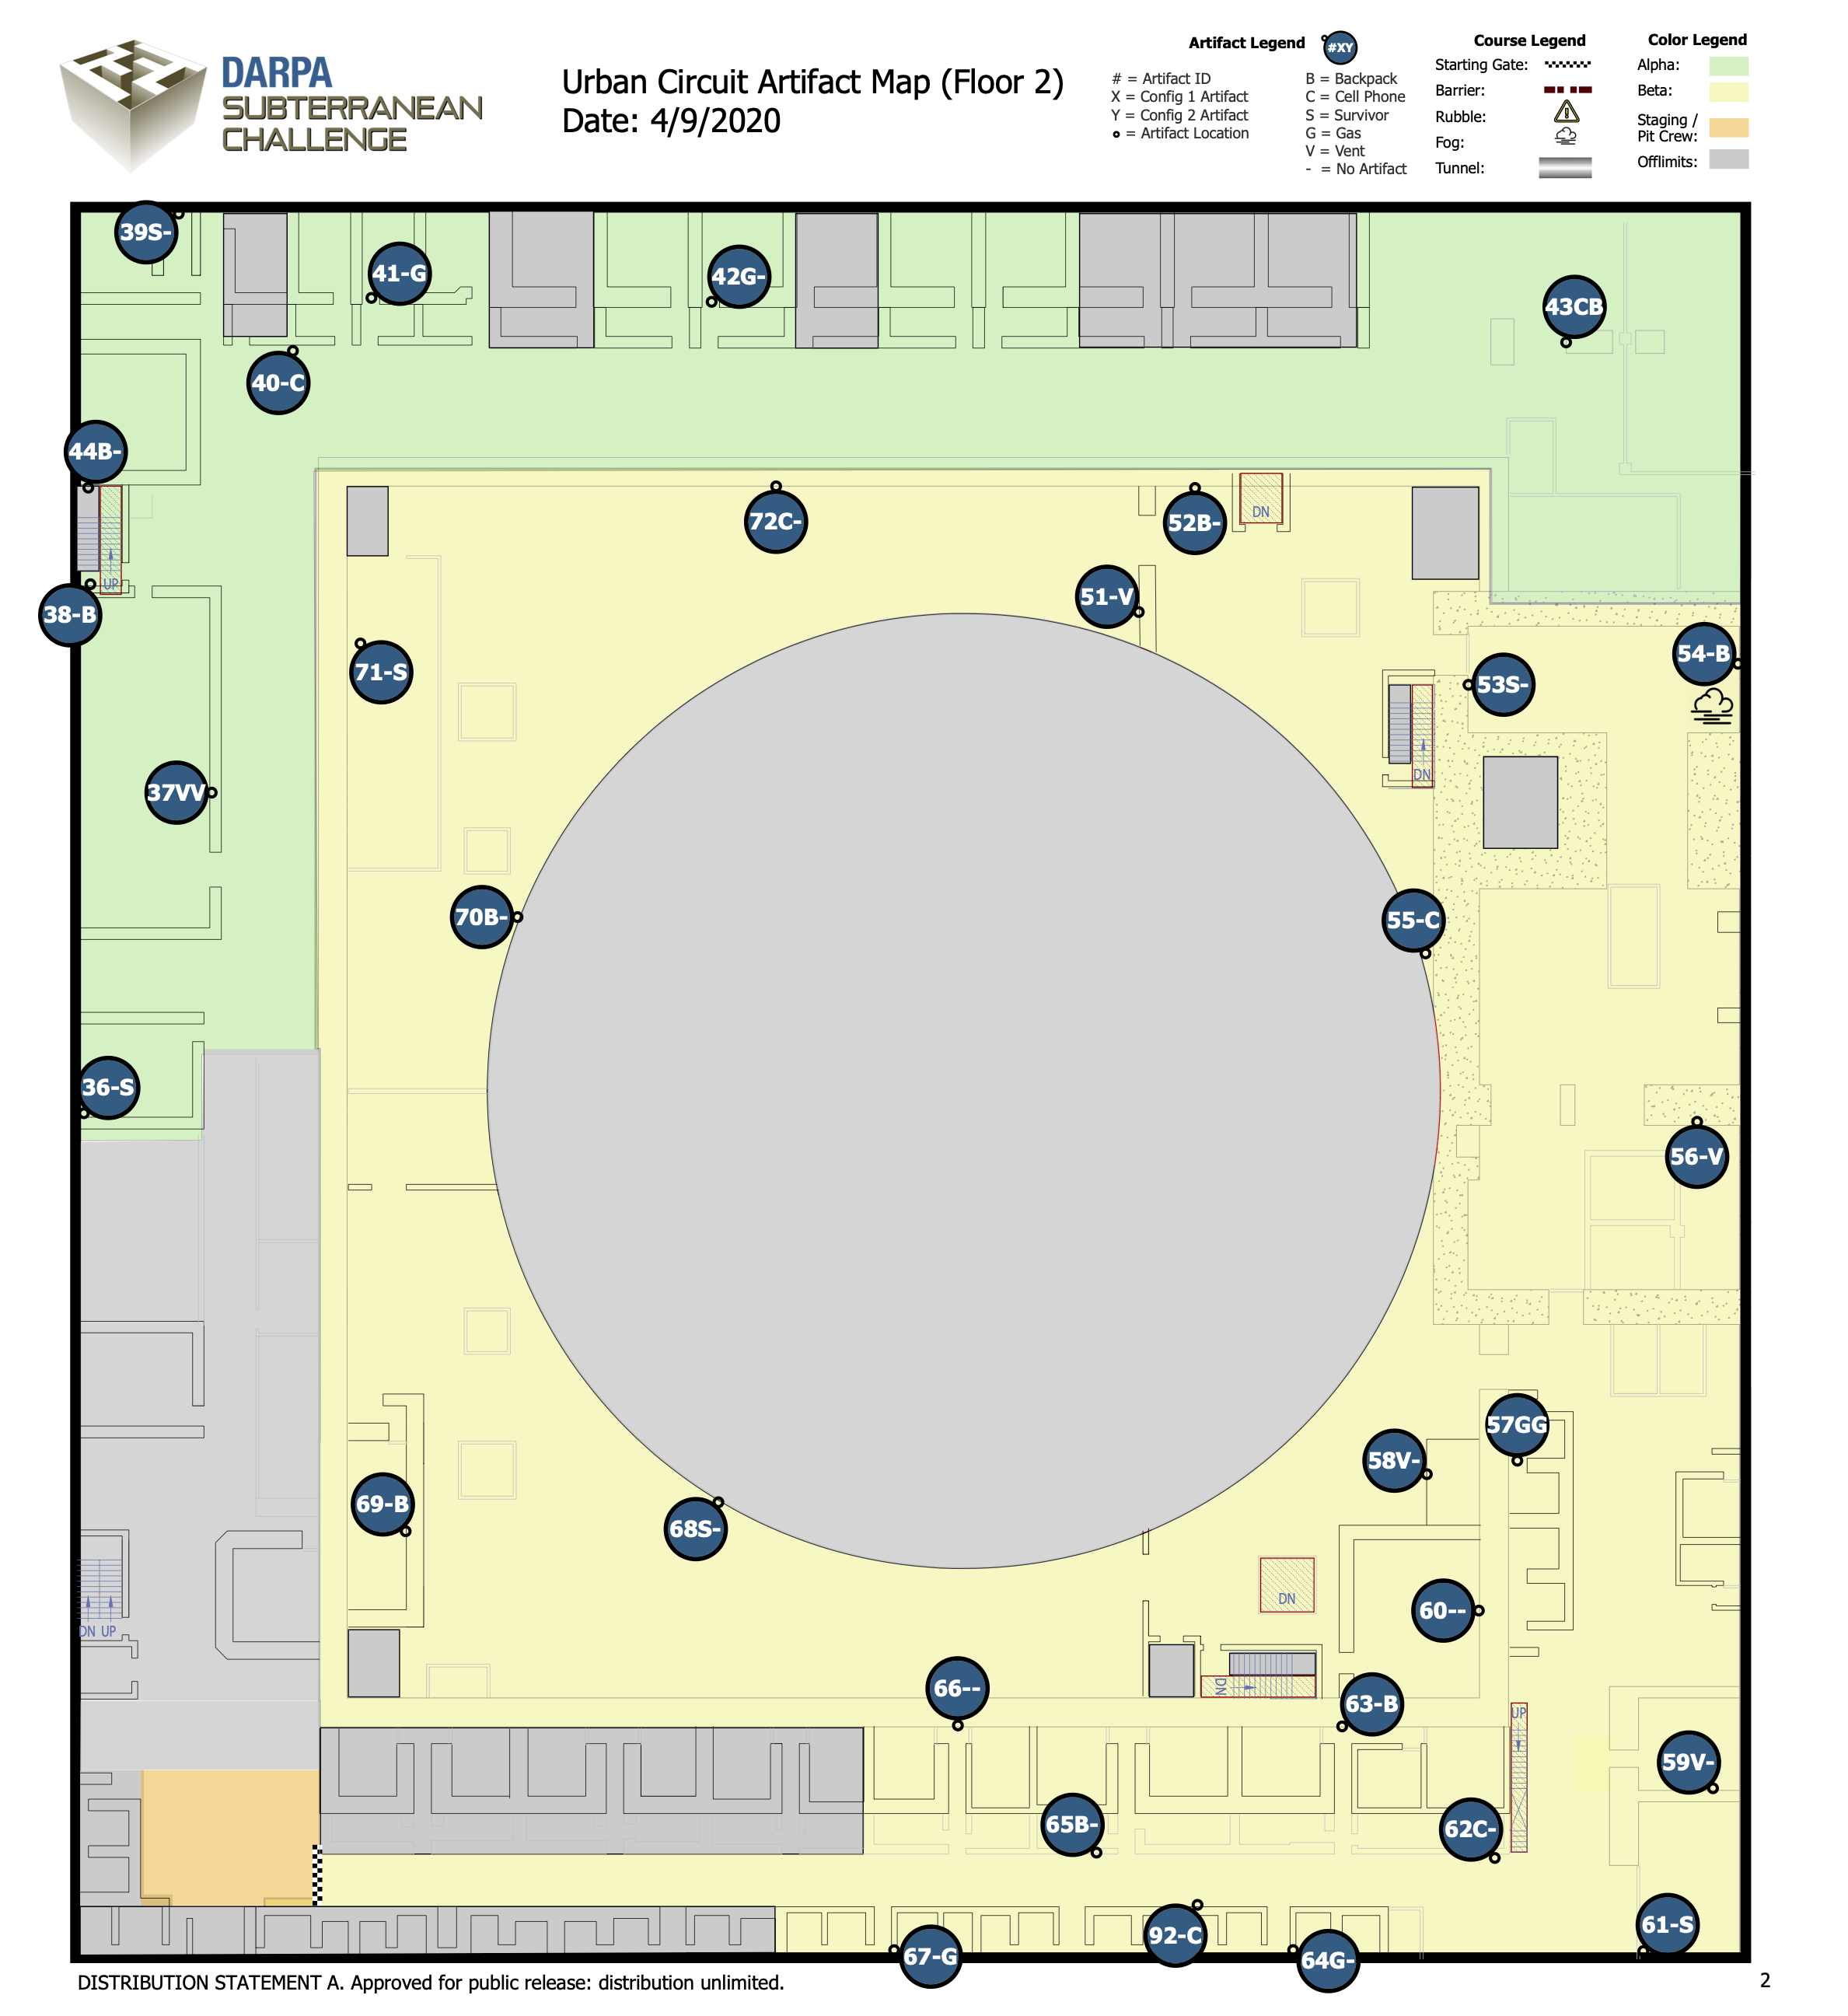 DARPA
SUBTERRANEAN
CHALLENGE
Urban Circuit Artifact Map (Floor 2)
Date: 4/9/2020
Artifact Legend
#XY
# = Artifact ID
X = Config 1 Artifact
Y = Config 2 Artifact
= Artifact Location
B = Backpack
C = Cell Phone
S = Survivor
G = Gas
V = Vent
- = No Artifact
Course Legend
Starting Gate:
Barrier:
Rubble:
Fog:
Tunnel:
Color Legend
Alpha:
Beta:
Staging /
Pit Crew:
Offlimits:
39S-
41-G
42G-
43CB
40-C
44B-
72C-
52B-
DN
UP
38-B
51-V
71-S
53S-
54-B
DN
37VV
70B-
55-C
36-S
56-V
57GG
58V-
69-B
68S-
DN
60--
DN UP
66--
DN
63-B
UP
59V-
65B-
62C-
61-S
67-G
92-C
64G-
DISTRIBUTION STATEMENT A. Approved for public release: distribution unlimited.
2